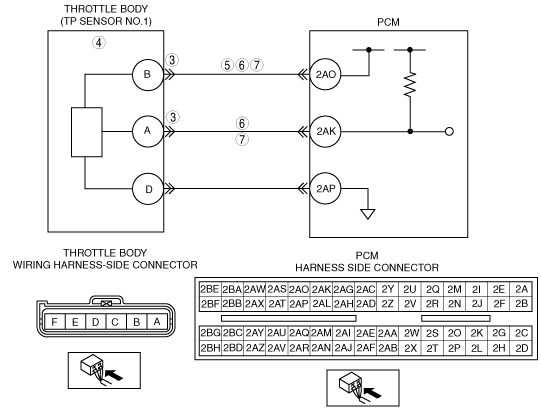 THROTTLE BODY
(TP SENSOR NO.1)
PCM
4
B
3
5 6 7
2AO
A
3
6
7
2AK
D
2AP
THROTTLE BODY
WIRING HARNESS-SIDE CONNECTOR
F E D C B A
PCM
HARNESS SIDE CONNECTOR
2BE 2BA 2AW 2AS 2AO 2AK 2AG 2AC 2Y 2U 2Q 2M 2I 2E 2A
2BF 2BB 2AX 2AT 2AP 2AL 2AH 2AD 2Z 2V 2R 2N 2J 2F 2B
2BG 2BC 2AY 2AU 2AQ 2AM 2AI 2AE 2AA 2W 2S 2O 2K 2G 2C
2BH 2BD 2AZ 2AV 2AR 2AN 2AJ 2AF 2AB 2X 2T 2P 2L 2H 2D